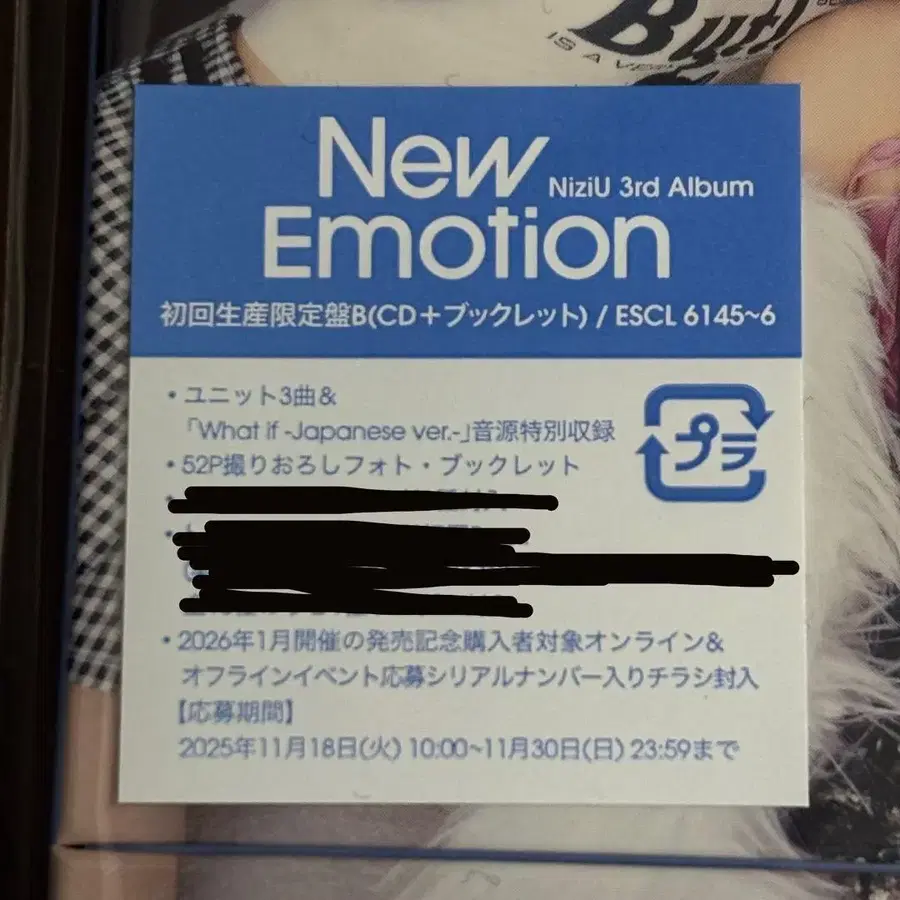 IS A VE
New
NiziU 3rd Album
Emotion
初回生産限定盤B(CD＋ブックレット) / ESCL 6145~6
・ユニット3曲＆
「What if -Japanese ver.-」音源特別収録
・52P撮りおろしフォト・ブックレット
プラ
・2026年1月開催の発売記念購入者対象オンライン＆
オフラインイベント応募シリアルナンバー入りチラシ封入
【応募期間】
2025年11月18日(火) 10:00~11月30日(日) 23:59まで